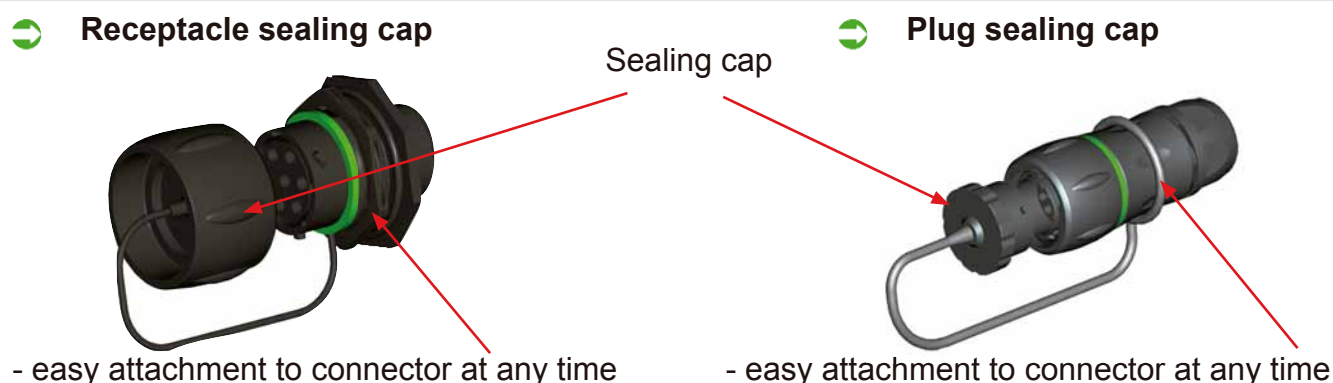 Receptacle sealing cap
Plug sealing cap
Sealing cap
- easy attachment to connector at any time
- easy attachment to connector at any time